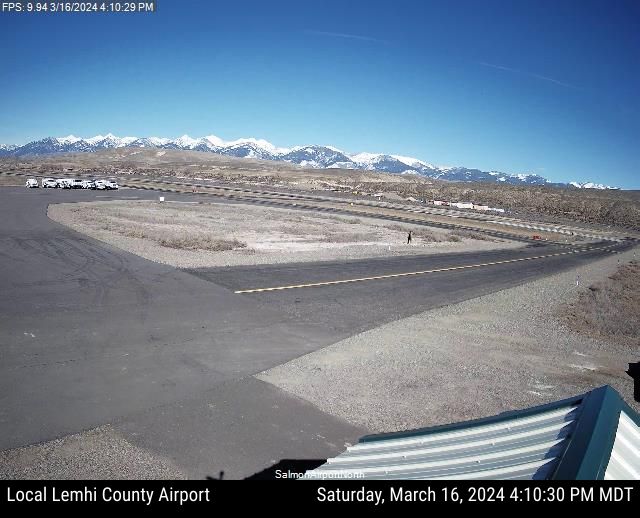 FPS: 9.94 3/16/2024 4:10:29 PM
SalmonAirportNorth
Local Lemhi County Airport Saturday, March 16, 2024 4:10:30 PM MDT